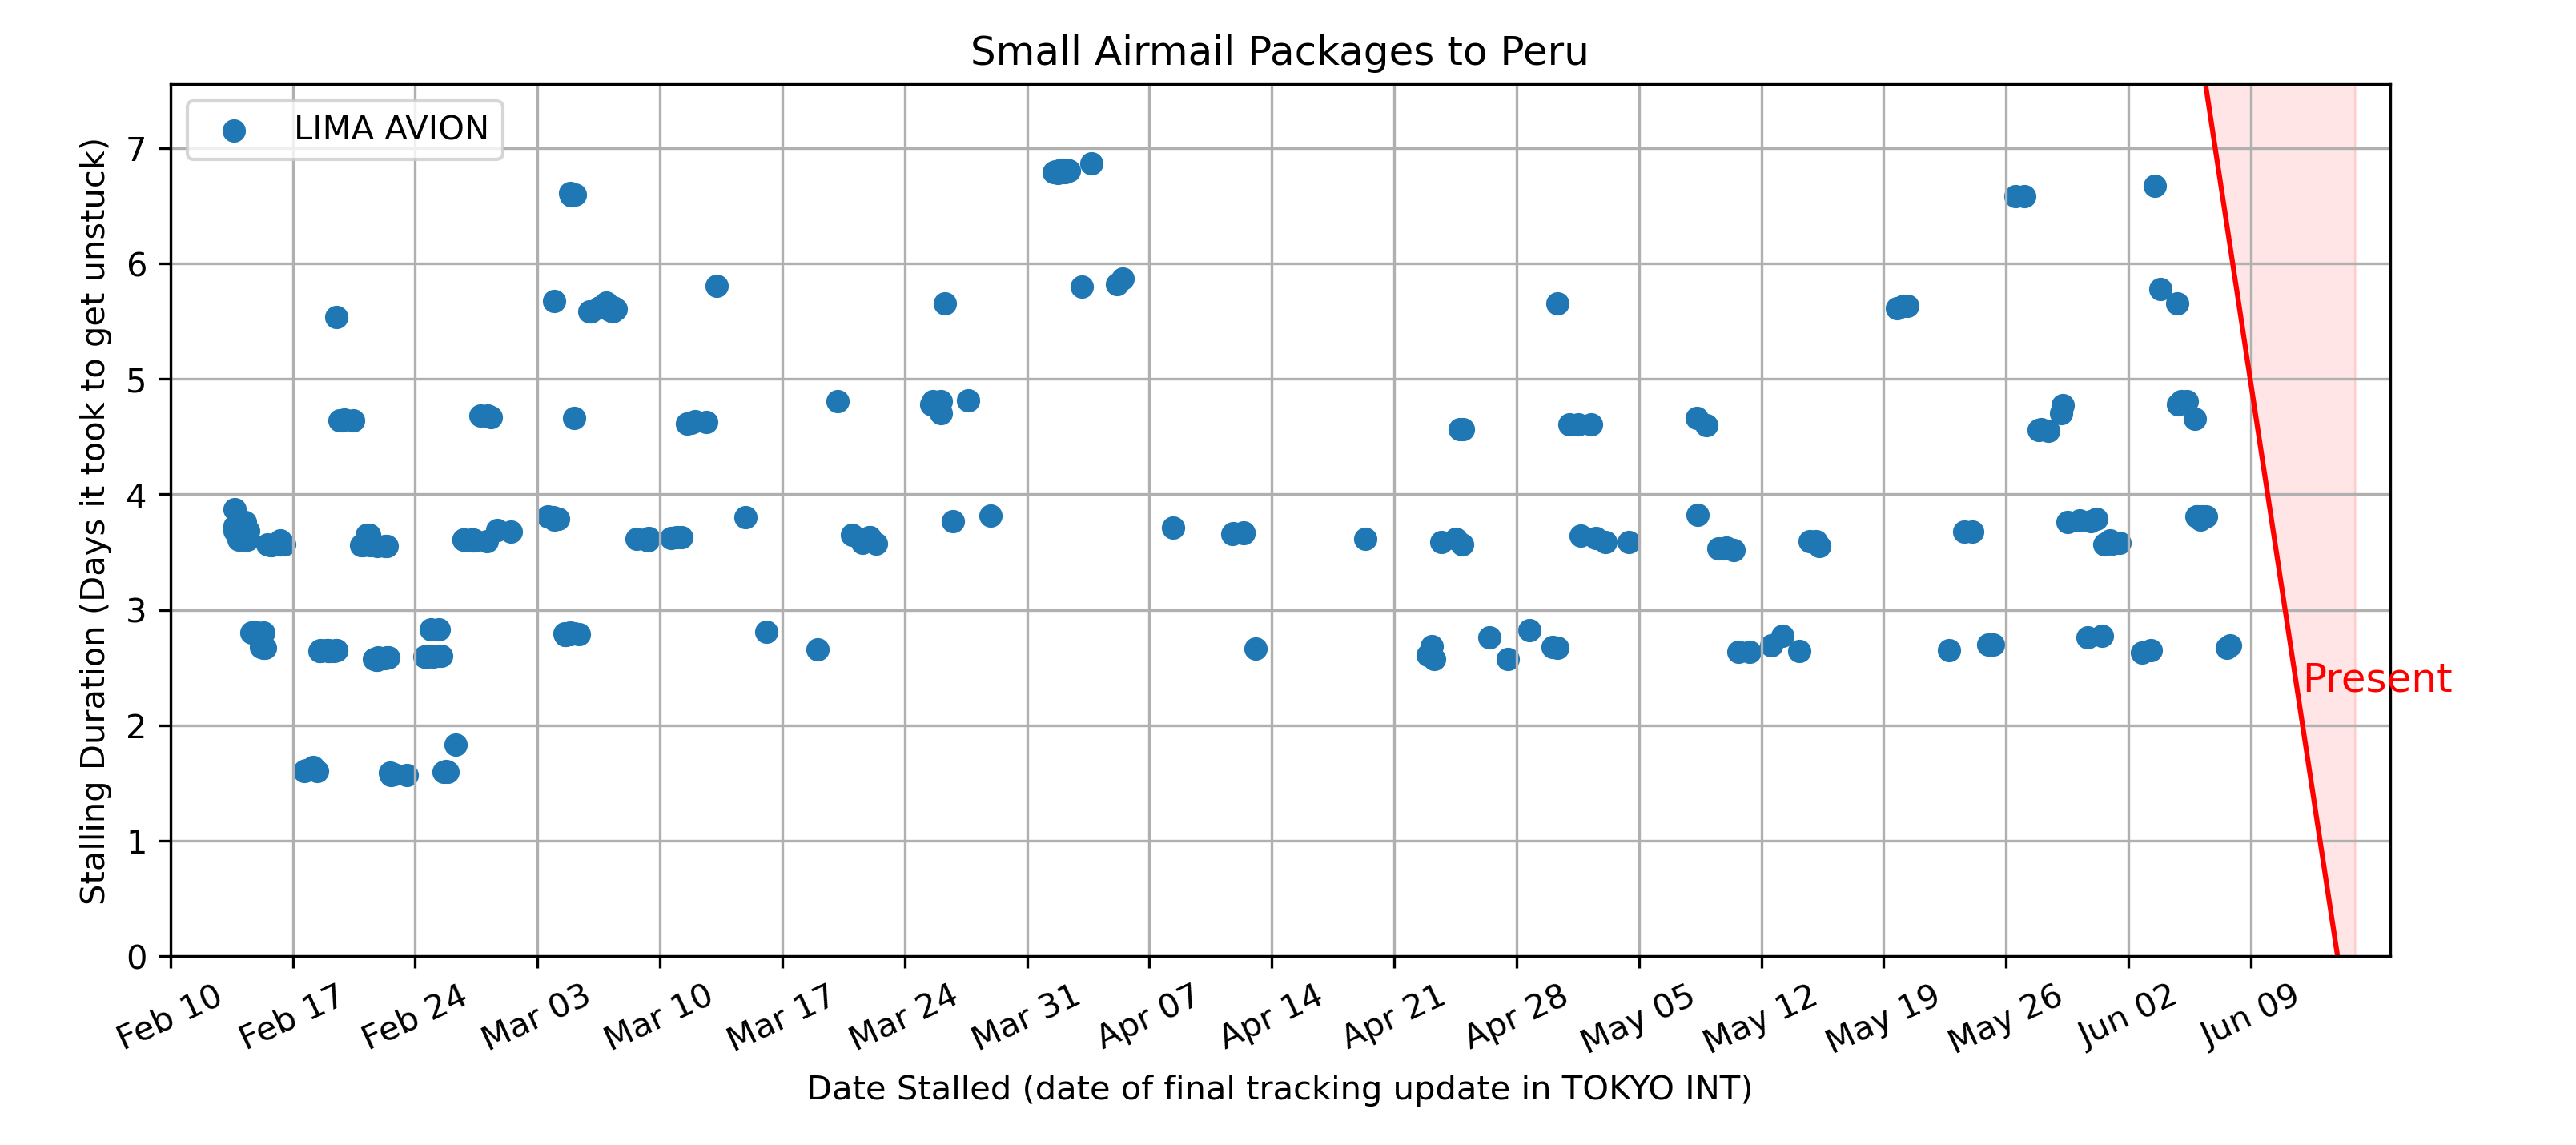 Small Airmail Packages to Peru
LIMA AVION
Stalling Duration (Days it took to get unstuck)
7
6
5
4
3
2
1
0
Present
Feb 10
Feb 17
Feb 24
Mar 03
Mar 10
Mar 17
Mar 24
Mar 31
Apr 07
Apr 14
Apr 21
Apr 28
May 05
May 12
May 19
May 26
Jun 02
Jun 09
Date Stalled (date of final tracking update in TOKYO INT)